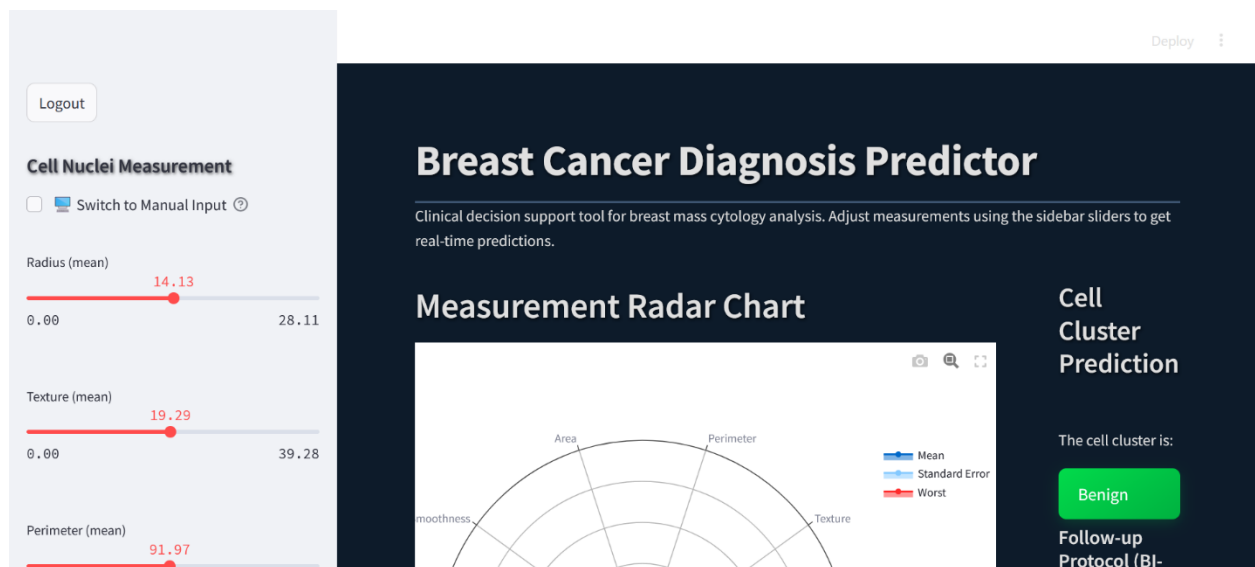 Deploy
Logout
Cell Nuclei Measurement
Switch to Manual Input
Radius (mean)
14.13
0.00 28.11
Texture (mean)
19.29
0.00 39.28
Perimeter (mean)
91.97
Breast Cancer Diagnosis Predictor
Clinical decision support tool for breast mass cytology analysis. Adjust measurements using the sidebar sliders to get
real-time predictions.
Measurement Radar Chart
Area
Perimeter
moothness
Texture
Mean
Standard Error
Worst
Cell
Cluster
Prediction
The cell cluster is:
Benign
Follow-up
Protocol (BI-